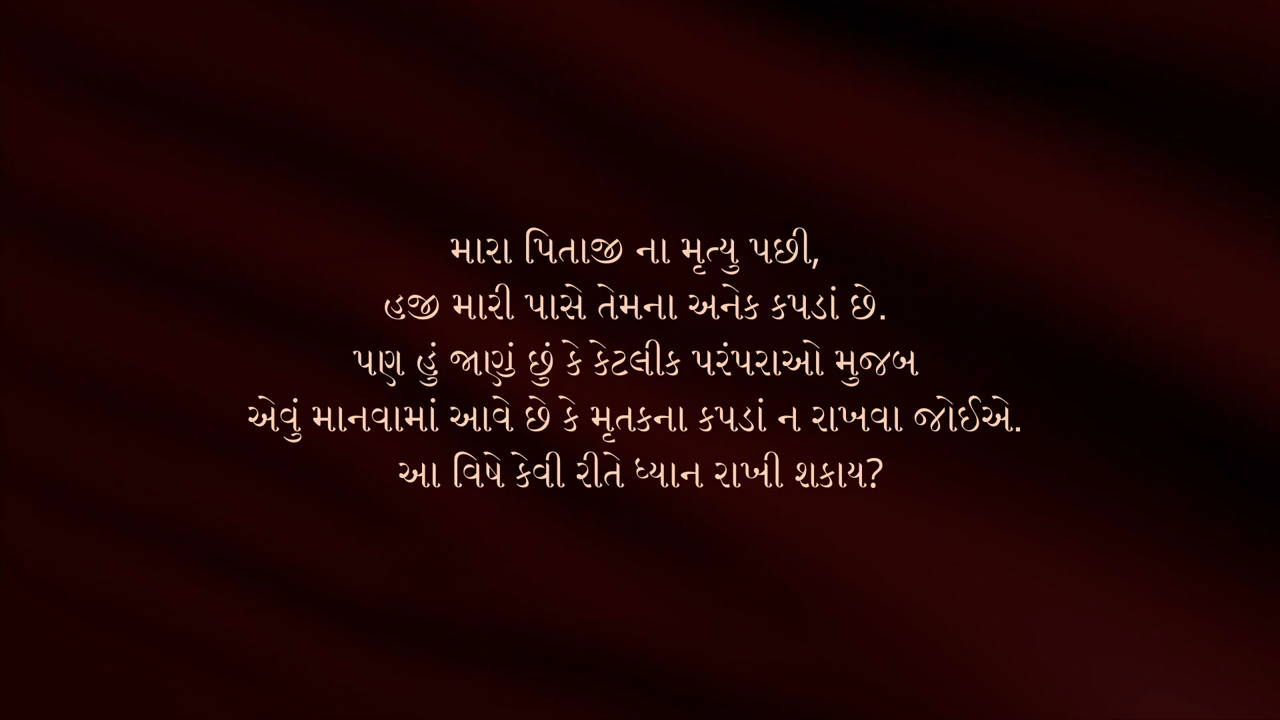 મારા પિતાજી ના મૃત્યુ પછી,
હજી મારી પાસે તેમના અનેક કપડાં છે.
પણ હું જાણું છું કે કેટલીક પરંપરાઓ મુજબ
એવું માનવામાં આવે છે કે મૃતકના કપડાં ન રાખવા જોઈએ.
આ વિષે કેવી રીતે ધ્યાન રાખી શકાય?